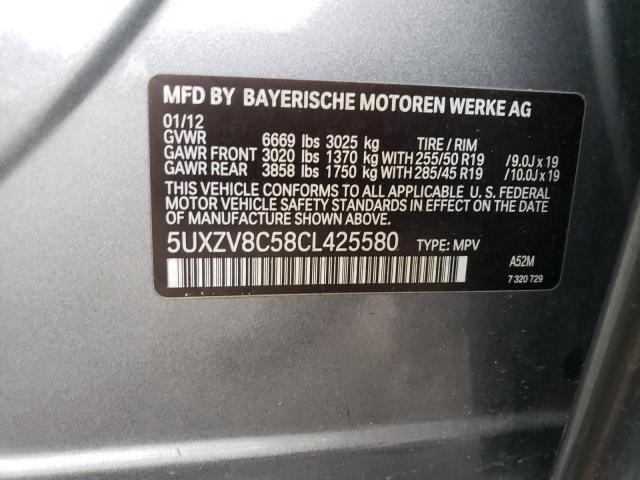 MFD BY BAYERISCHE MOTOREN WERKE AG
01/12
GVWR 6669 lbs 3025 kg TIRE / RIM
GAWR FRONT 3020 lbs 1370 kg WITH 255/50 R19 /9.0J x 19
GAWR REAR 3858 lbs 1750 kg WITH 285/45 R19 /10.0J x 19
THIS VEHICLE CONFORMS TO ALL APPLICABLE U. S. FEDERAL
MOTOR VEHICLE SAFETY STANDARDS IN EFFECT ON THE DATE OF
MANUFACTURE SHOWN ABOVE.
5UXZV8C58CL425580 TYPE: MPV
A52M
7 320 729